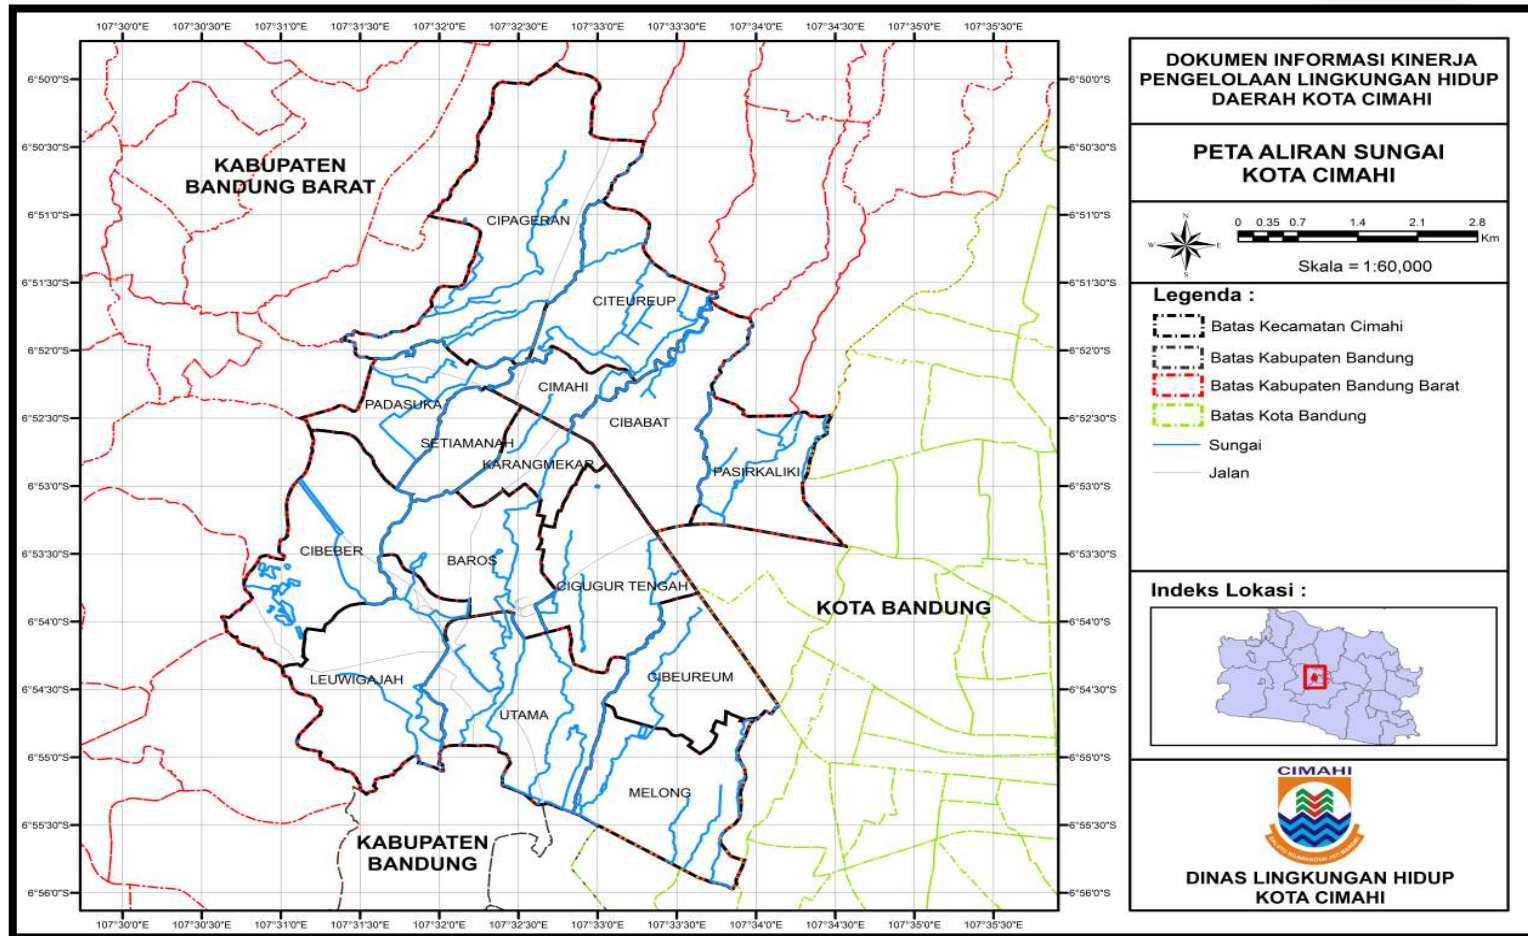 107°30'0"E 107°30'30"E 107°31'0"E 107°31'30"E 107°32'0"E 107°32'30"E 107°33'0"E 107°33'30"E 107°34'0"E 107°34'30"E 107°35'0"E 107°35'30"E
6°50'0"S 6°50'0"S
6°50'30"S 6°50'30"S
KABUPATEN
BANDUNG BARAT
6°51'0"S 6°51'0"S
CIPAGERAN
6°51'30"S 6°51'30"S
CITEUREUP
6°52'0"S 6°52'0"S
CIMAHI
PADASUKA
6°52'30"S 6°52'30"S
CIBABAT
SETIAMANAH
KARANGMEKAR
PASIRKALIKI
6°53'0"S 6°53'0"S
6°53'30"S 6°53'30"S
CIBEBER
BAROS
CIGUGUR TENGAH
KOTA BANDUNG
6°54'0"S 6°54'0"S
LEUWIGAJAH
CIBEUREUM
6°54'30"S 6°54'30"S
UTAMA
6°55'0"S 6°55'0"S
MELONG
6°55'30"S 6°55'30"S
KABUPATEN
BANDUNG
6°56'0"S 6°56'0"S
107°30'0"E 107°30'30"E 107°31'0"E 107°31'30"E 107°32'0"E 107°32'30"E 107°33'0"E 107°33'30"E 107°34'0"E 107°34'30"E 107°35'0"E 107°35'30"E
DOKUMEN INFORMASI KINERJA
PENGELOLAAN LINGKUNGAN HIDUP
DAERAH KOTA CIMAHI
PETA ALIRAN SUNGAI
KOTA CIMAHI
N
W E
S
0 0.35 0.7 1.4 2.1 2.8
Km
Skala = 1:60,000
Legenda :
Batas Kecamatan Cimahi
Batas Kabupaten Bandung
Batas Kabupaten Bandung Barat
Batas Kota Bandung
Sungai
Jalan
Indeks Lokasi :
CIMAHI
DINAS LINGKUNGAN HIDUP
KOTA CIMAHI